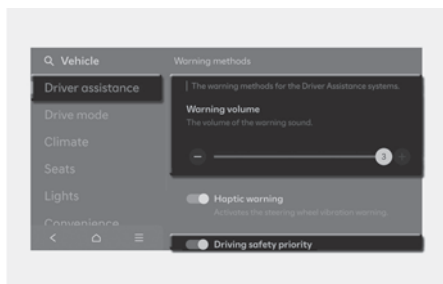 Vehicle
Warning methods
Driver assistance
The warning methods for the Driver Assistance systems.
Drive mode
Warning volume
The volume of the warning sound.
Climate
3
Seats
Lights
Haptic warning
Activates the steering wheel vibration warning.
Convenience
Driving safety priority